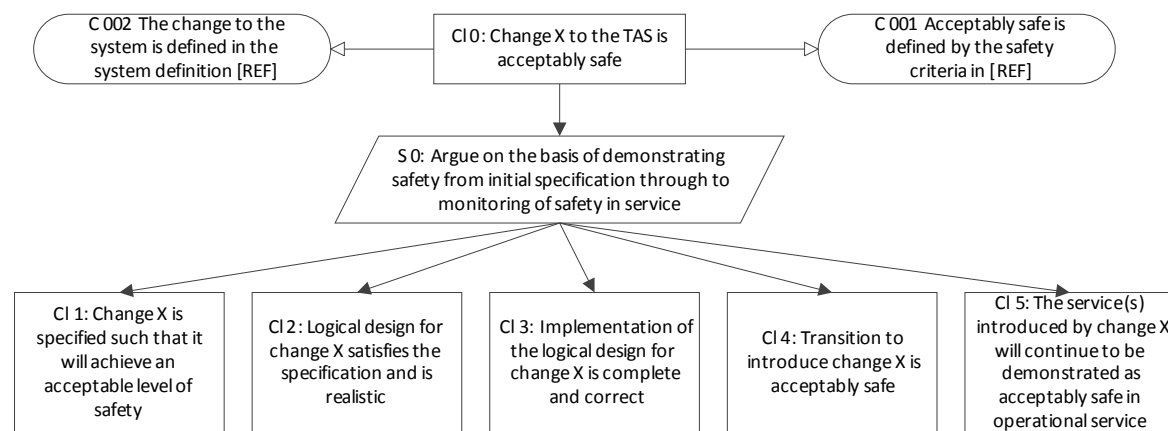 C 002 The change to the
system is defined in the
system definition [REF]
Cl 0: Change X to the TAS is
acceptably safe
C 001 Acceptably safe is
defined by the safety
criteria in [REF]
S 0: Argue on the basis of demonstrating
safety from initial specification through to
monitoring of safety in service
Cl 1: Change X is
specified such that it
will achieve an
acceptable level of
safety
Cl 2: Logical design for
change X satisfies the
specification and is
realistic
Cl 3: Implementation of
the logical design for
change X is complete
and correct
Cl 4: Transition to
introduce change X is
acceptably safe
Cl 5: The service(s)
introduced by change X
will continue to be
demonstrated as
acceptably safe in
operational service